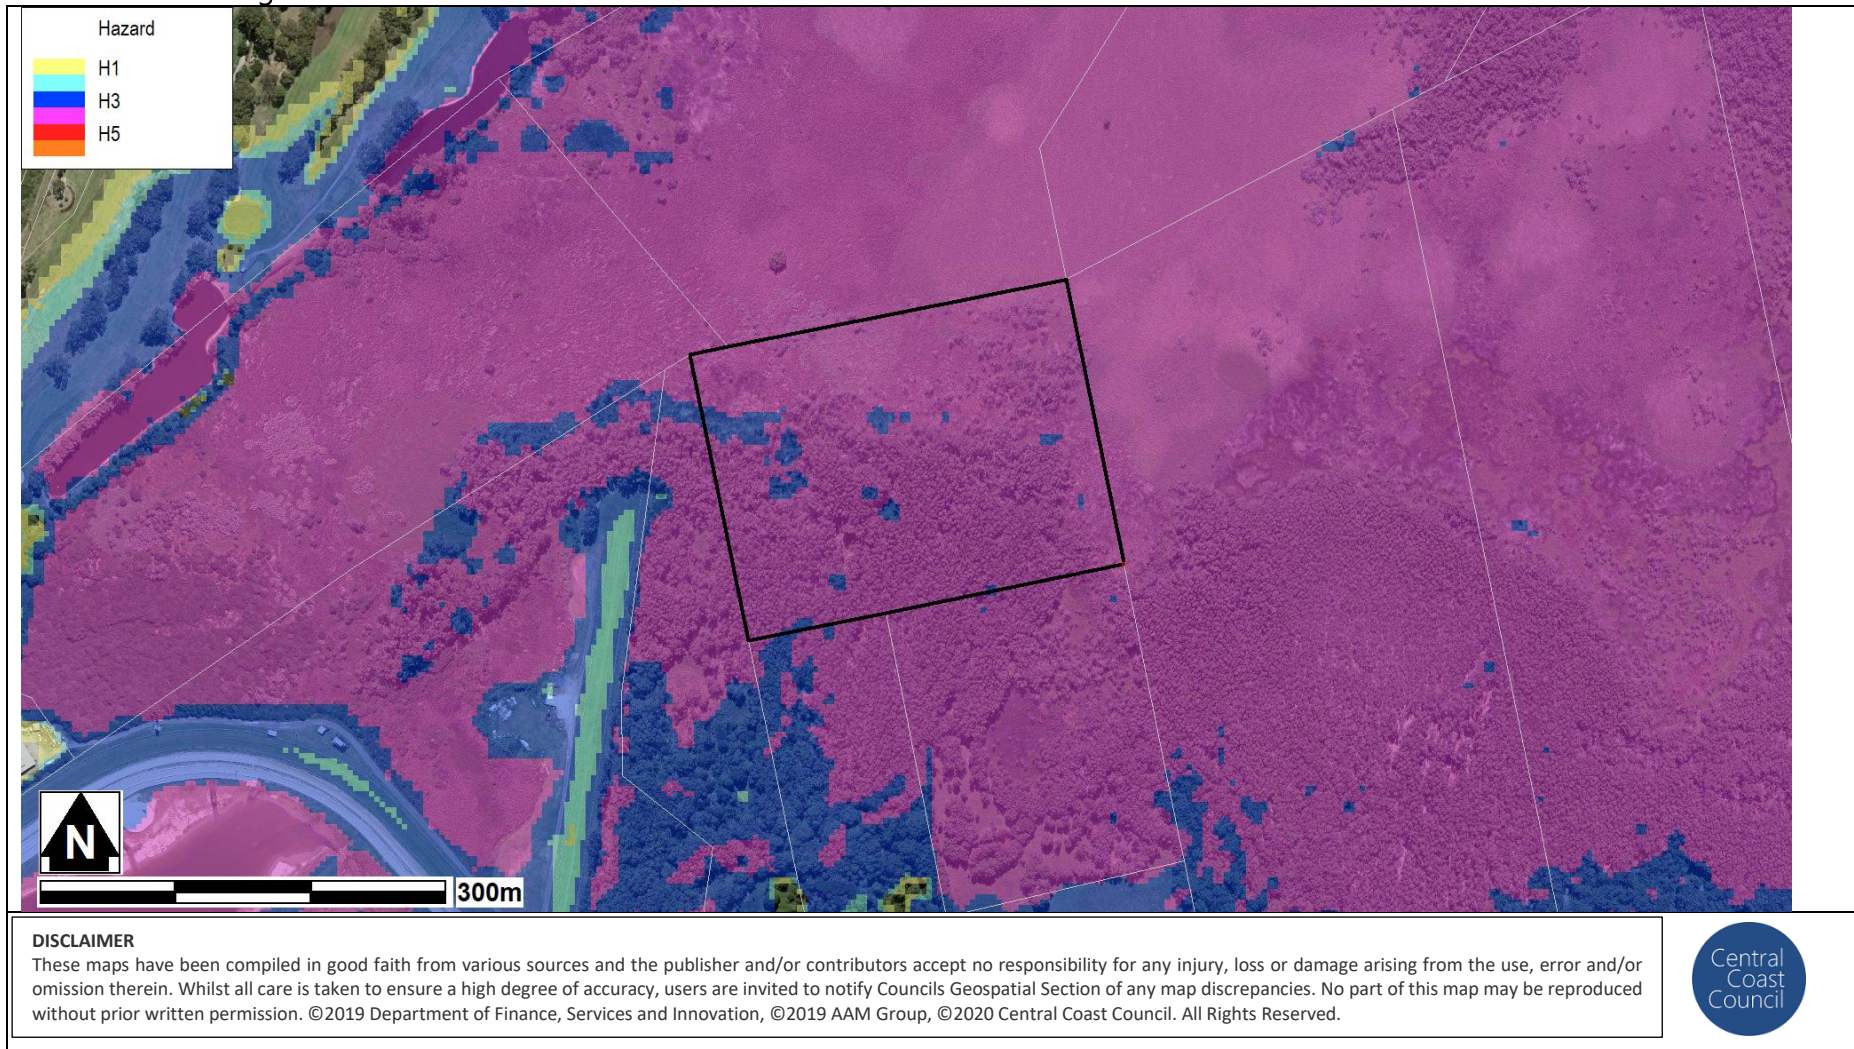 Hazard
H1
H3
H5
N
300m
DISCLAIMER
These maps have been compiled in good faith from various sources and the publisher and/or contributors accept no responsibility for any injury, loss or damage arising from the use, error and/or
omission therein. Whilst all care is taken to ensure a high degree of accuracy, users are invited to notify Councils Geospatial Section of any map discrepancies. No part of this map may be reproduced
without prior written permission. ©2019 Department of Finance, Services and Innovation, ©2019 AAM Group, ©2020 Central Coast Council. All Rights Reserved.
Central
Coast
Council